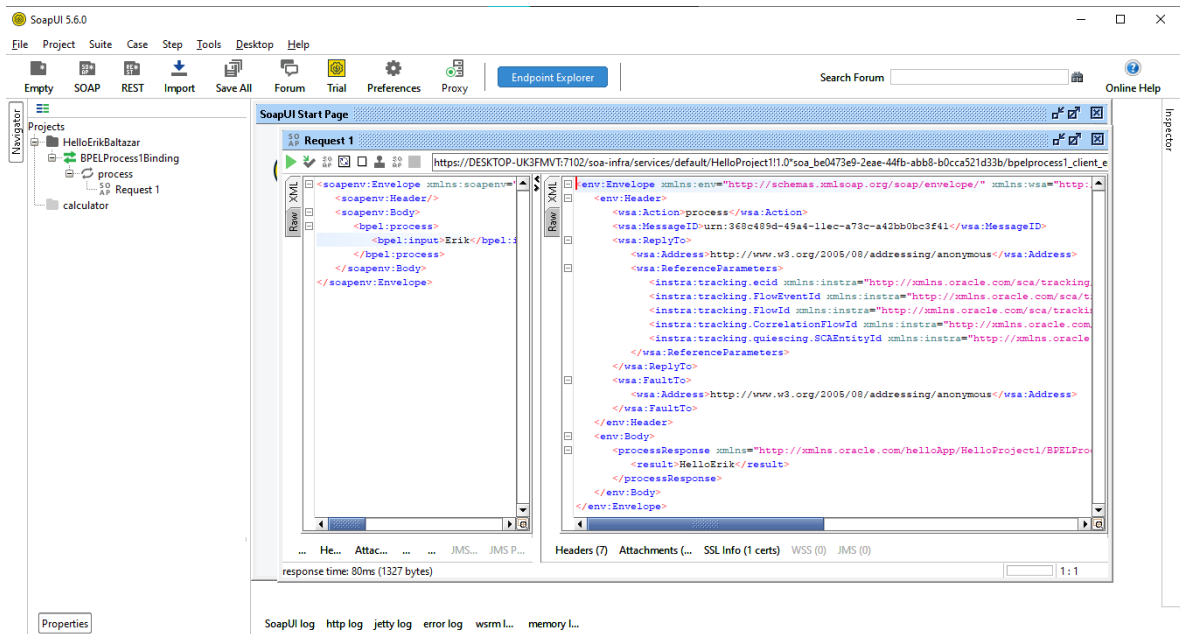 SoapUI 5.6.0
File Project Suite Case Step Tools Desktop Help
Empty SOAP REST Import Save All Forum Trial Preferences Proxy Endpoint Explorer Search Forum Online Help
Navigator
Projects
HelloErikBaltazar
BPELProcess1Binding
process
Request 1
calculator
Properties
SoapUI Start Page
Request 1
https://DESKTOP-UK3FMVT:7102/soa-infra/services/default/HelloProject1!1.0*soa_be0473e9-2eae-44fb-abb8-b0cca521d33b/bpelprocess1_client_e
XML
Raw
<soapenv:Envelope xmlns:soapenv="
<soapenv:Header/>
<soapenv:Body>
<bpel:process>
<bpel:input>Erik</bpel:i
</bpel:process>
</soapenv:Body>
</soapenv:Envelope>
... He... Attac... ... ... JMS... JMS P...
XML
Raw
<env:Envelope xmlns:env="http://schemas.xmlsoap.org/soap/envelope/" xmlns:wsa="http:
<env:Header>
<wsa:Action>process</wsa:Action>
<wsa:MessageID>urn:368c489d-49a4-11ec-a73c-a42bb0bc3f41</wsa:MessageID>
<wsa:ReplyTo>
<wsa:Address>http://www.w3.org/2005/08/addressing/anonymous</wsa:Address>
<wsa:ReferenceParameters>
<instra:tracking.ecid xmlns:instra="http://xmlns.oracle.com/sca/tracking
<instra:tracking.FlowEventId xmlns:instra="http://xmlns.oracle.com/sca/t
<instra:tracking.FlowId xmlns:instra="http://xmlns.oracle.com/sca/tracki
<instra:tracking.CorrelationFlowId xmlns:instra="http://xmlns.oracle.com
<instra:tracking.quiescing.SCAEntityId xmlns:instra="http://xmlns.oracle
</wsa:ReferenceParameters>
</wsa:ReplyTo>
<wsa:FaultTo>
<wsa:Address>http://www.w3.org/2005/08/addressing/anonymous</wsa:Address>
</wsa:FaultTo>
</env:Header>
<env:Body>
<processResponse xmlns="http://xmlns.oracle.com/helloApp/HelloProject1/BPELPro
<result>HelloErik</result>
</processResponse>
</env:Body>
</env:Envelope>
Headers (7) Attachments (... SSL Info (1 certs) WSS (0) JMS (0)
response time: 80ms (1327 bytes)
1 : 1
Inspector
SoapUI log http log jetty log error log wsrm l... memory l...